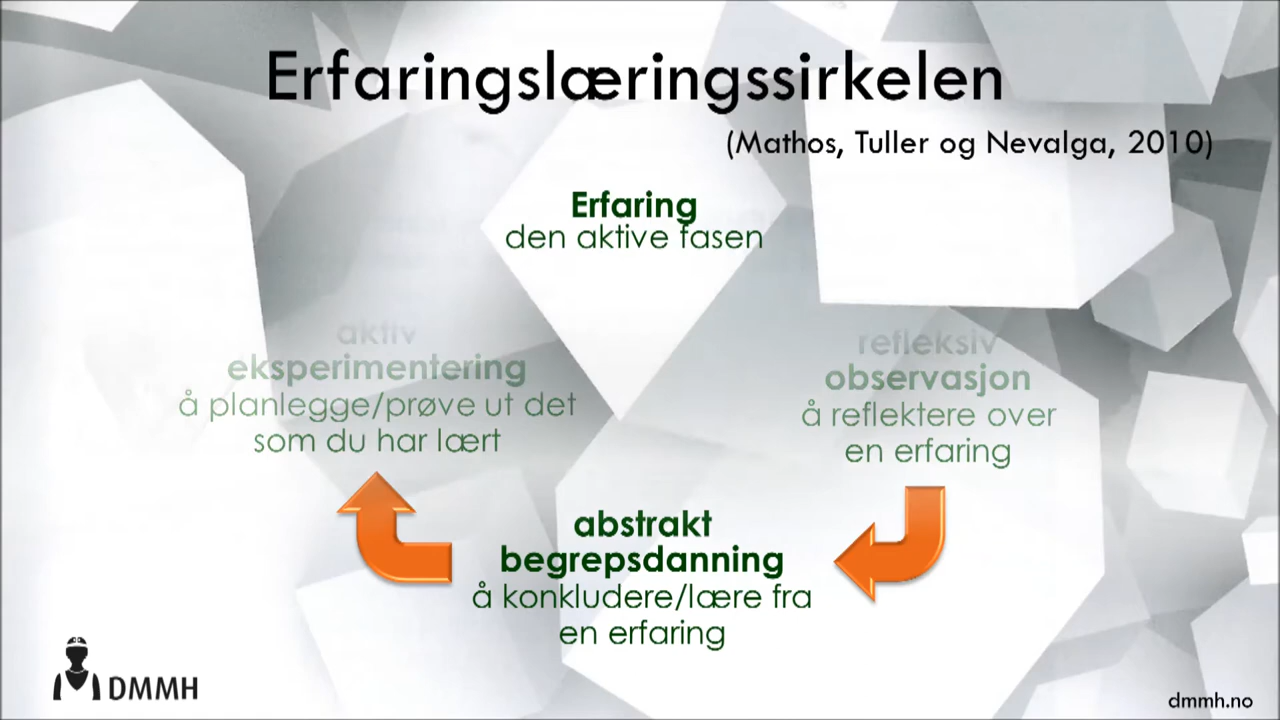 Erfaringslæringssirkelen
(Mathos, Tuller og Nevalga, 2010)
Erfaring
den aktive fasen
aktiv
eksperimentering
å planlegge/prøve ut det
som du har lært
refleksiv
observasjon
å reflektere over
en erfaring
abstrakt
begrepsdanning
å konkludere/lære fra
en erfaring
DMMH
dmmh.no